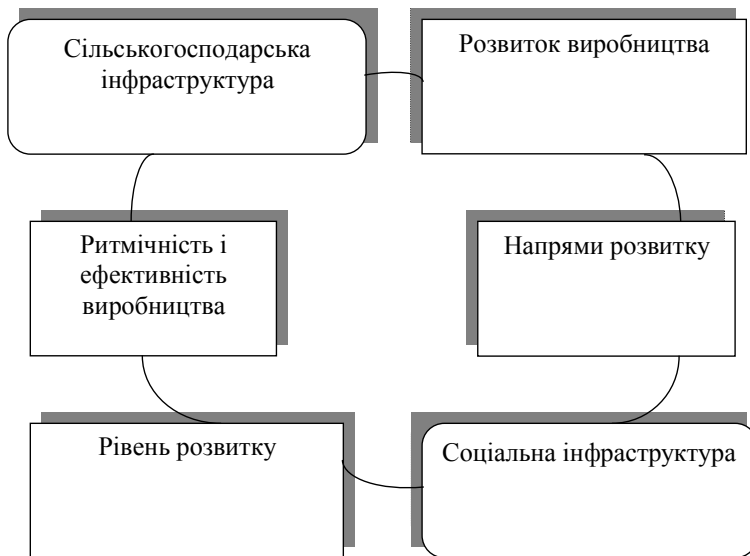 Сільськогосподарська
інфраструктура
Розвиток виробництва
Ритмічність і
ефективність
виробництва
Напрями розвитку
Рівень розвитку
Соціальна інфраструктура